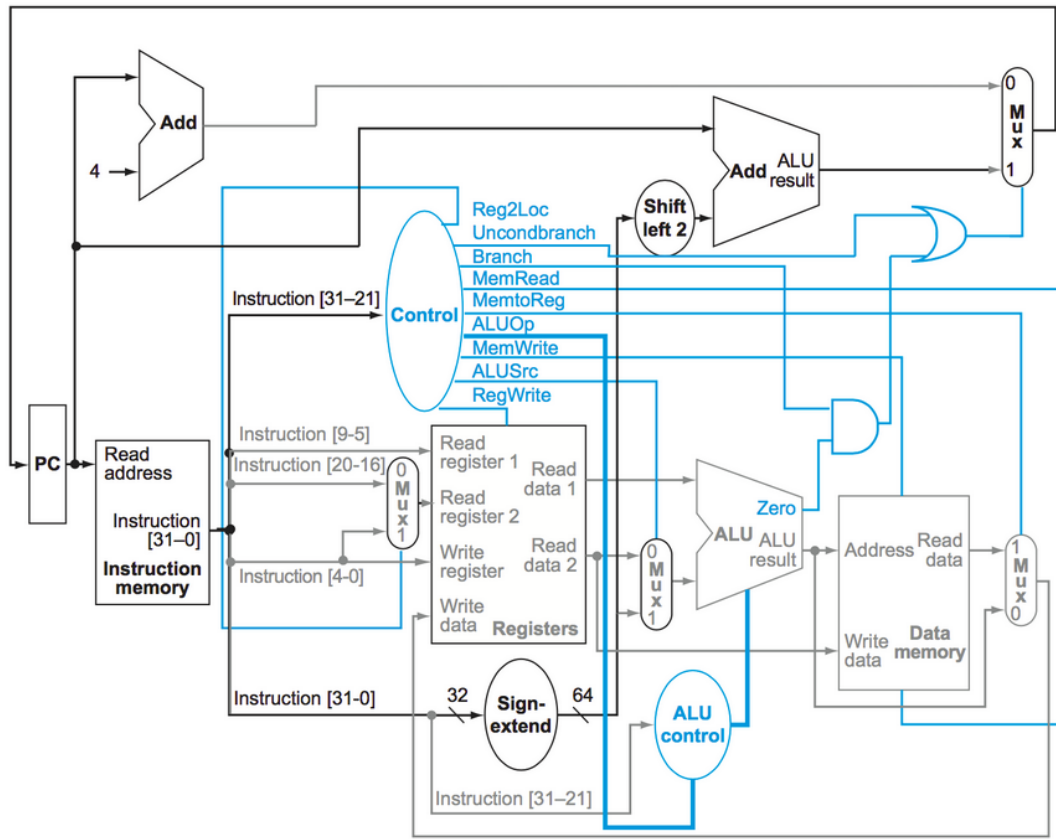 0
Mux
1
Add
4
Add
ALU
result
Shift
left 2
Reg2Loc
Uncondbranch
Branch
MemRead
MemtoReg
ALUOp
MemWrite
ALUSrc
RegWrite
Instruction [31–21]
Control
PC
Read
address
Instruction
[31–0]
Instruction
memory
Instruction [9-5]
Instruction [20-16]
Instruction [4-0]
0
Mux
1
Read
register 1
Read
register 2
Write
register
Write
data
Read
data 1
Read
data 2
Registers
0
Mux
1
Zero
ALU
ALU
result
Address
Read
data
Write
data
Data
memory
1
Mux
0
Instruction [31-0]
32
Sign-
extend
64
ALU
control
Instruction [31–21]